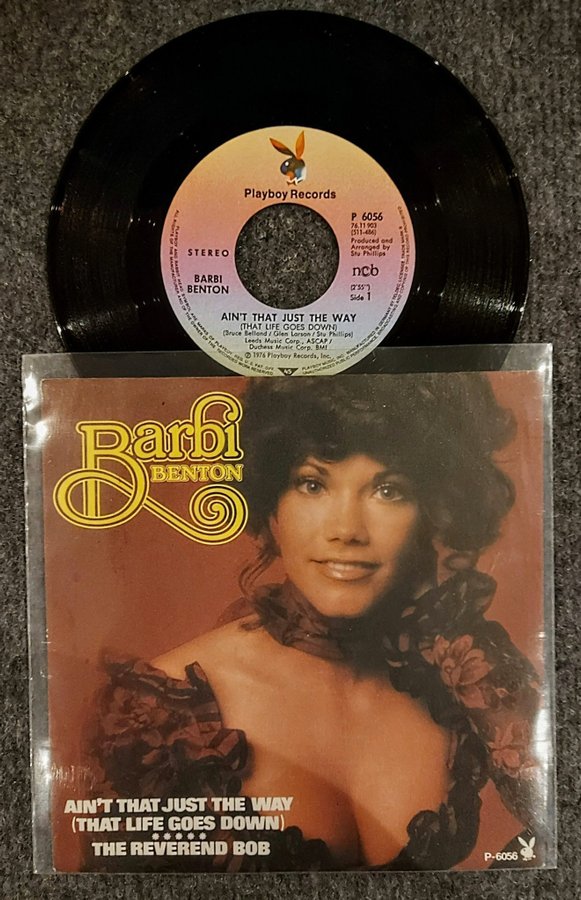 Playboy Records
P 6056
76.11 903
(511-486)
Produced and
Arranged by
Stu Phillips
STEREO
BARBI
BENTON
ncb
(2'55")
Side 1
AIN'T THAT JUST THE WAY
(THAT LIFE GOES DOWN)
(Bruce Belland / Glen Larson / Stu Phillips)
Leeds Music Corp., ASCAP /
Duchess Music Corp. BMI
℗ 1976 Playboy Records, Inc.
Barbi
BENTON
AIN'T THAT JUST THE WAY
(THAT LIFE GOES DOWN)
*****
THE REVEREND BOB
P-6056